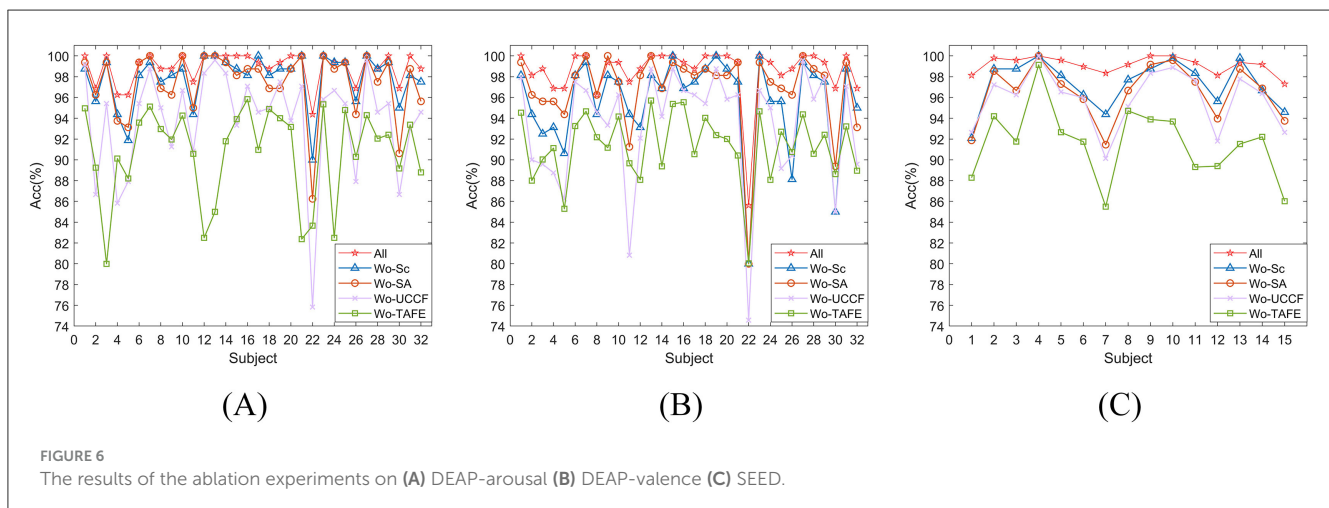 100
98
96
94
92
90
88
86
84
82
80
78
76
74
Acc(%)
0 2 4 6 8 10 12 14 16 18 20 22 24 26 28 30 32
Subject
All
Wo-Sc
Wo-SA
Wo-UCCF
Wo-TAFE
(A)
100
98
96
94
92
90
88
86
84
82
80
78
76
74
Acc(%)
0 2 4 6 8 10 12 14 16 18 20 22 24 26 28 30 32
Subject
All
Wo-Sc
Wo-SA
Wo-UCCF
Wo-TAFE
(B)
100
98
96
94
92
90
88
86
84
82
80
78
76
74
Acc(%)
0 1 2 3 4 5 6 7 8 9 10 11 12 13 14 15
Subject
All
Wo-Sc
Wo-SA
Wo-UCCF
Wo-TAFE
(C)
FIGURE 6
The results of the ablation experiments on (A) DEAP-arousal (B) DEAP-valence (C) SEED.